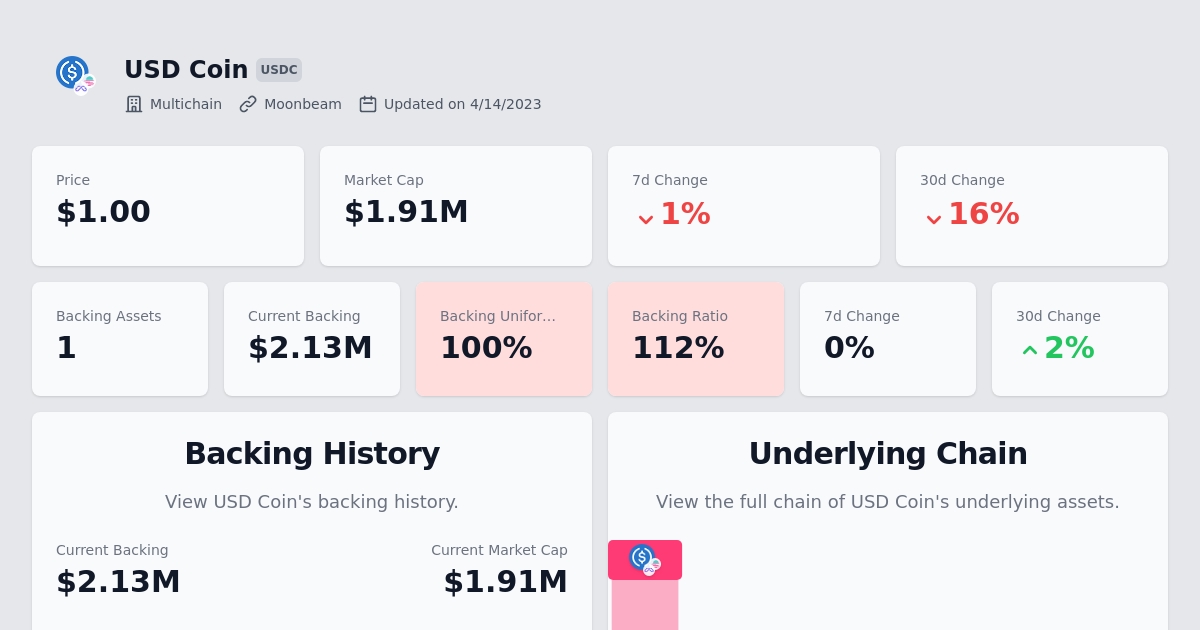 USD Coin USDC
Multichain Moonbeam Updated on 4/14/2023
Price Market Cap 7d Change 30d Change
$1.00 $1.91M 1% 16%
Backing Assets Current Backing Backing Unifor... Backing Ratio 7d Change 30d Change
1 $2.13M 100% 112% 0% 2%
Backing History
View USD Coin's backing history.
Current Backing Current Market Cap
$2.13M $1.91M
Underlying Chain
View the full chain of USD Coin's underlying assets.